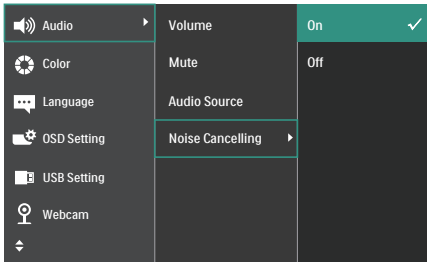 Audio
Volume
On
Color
Mute
Off
Language
Audio Source
OSD Setting
Noise Cancelling
USB Setting
Webcam